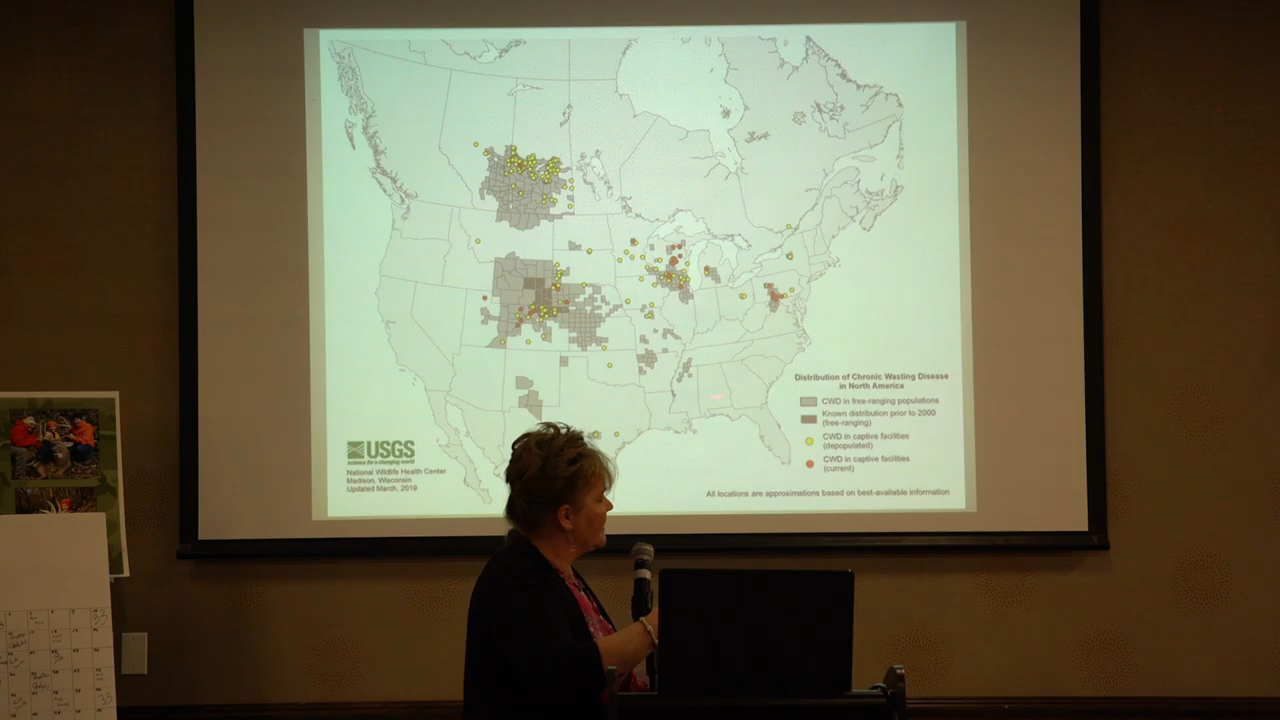 Distribution of Chronic Wasting Disease
in North America
CWD in free-ranging populations
Known distribution prior to 2000
(free-ranging)
CWD in captive facilities
(depopulated)
CWD in captive facilities
(current)
USGS
science for a changing world
National Wildlife Health Center
Madison, Wisconsin
Updated March, 2019
All locations are approximations based on best-available information
33
33